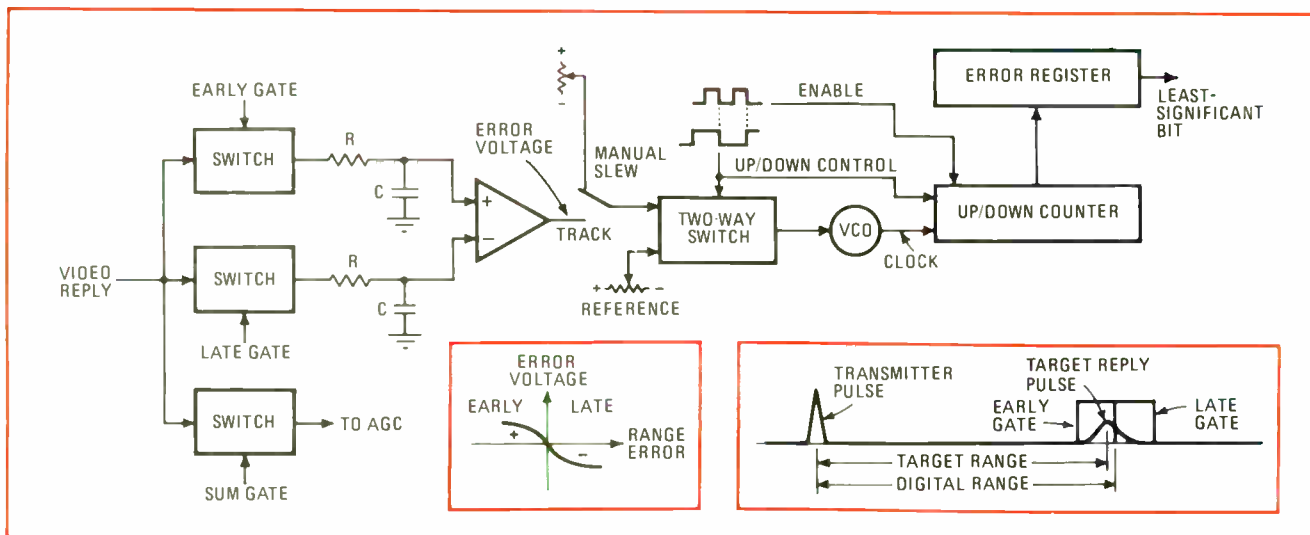 EARLY GATE
SWITCH
R
C
VIDEO
REPLY
SWITCH
R
C
LATE GATE
SWITCH
TO AGC
SUM GATE
+
−
ERROR
VOLTAGE
+
-
MANUAL
SLEW
TRACK
ENABLE
UP/DOWN CONTROL
TWO-WAY
SWITCH
+ -
REFERENCE
VCO
CLOCK
UP/DOWN COUNTER
ERROR REGISTER
LEAST-
SIGNIFICANT
BIT
ERROR
VOLTAGE
EARLY LATE
+
-
RANGE
ERROR
TRANSMITTER
PULSE
TARGET REPLY
PULSE
EARLY
GATE
LATE
GATE
TARGET RANGE
DIGITAL RANGE